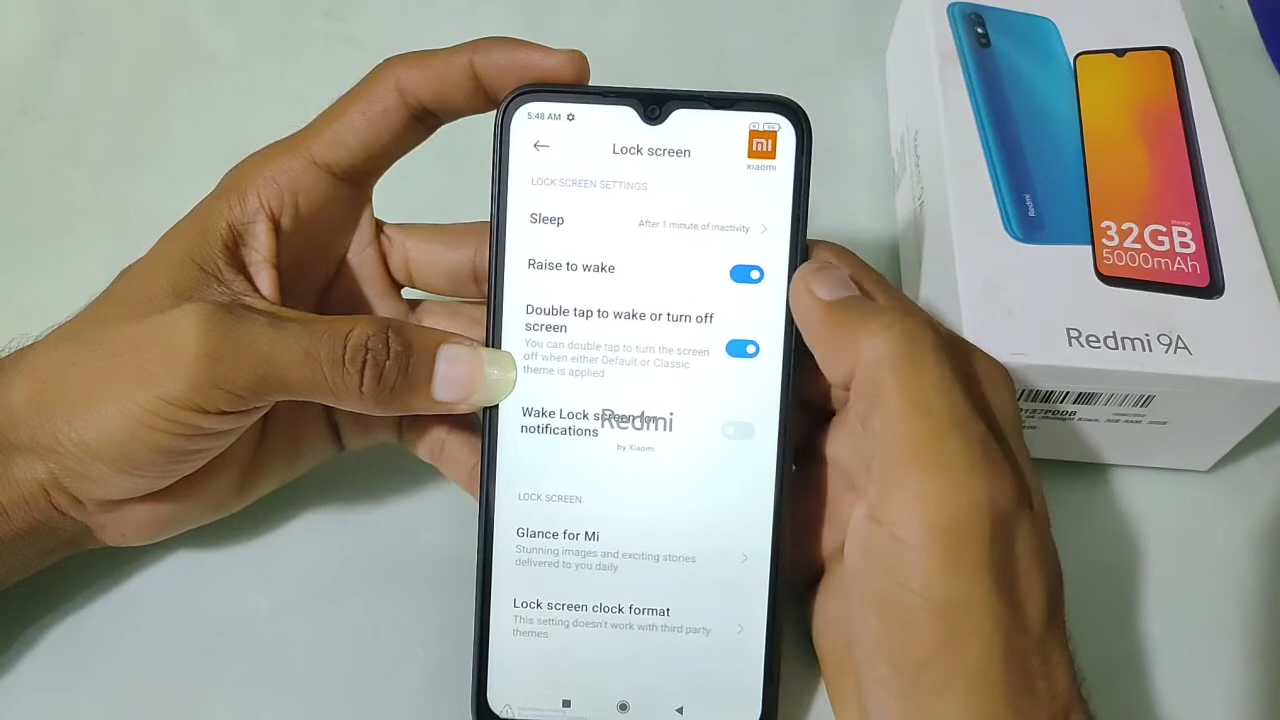 5:48 AM
Lock screen
mi
xiaomi
LOCK SCREEN SETTINGS
Sleep
After 1 minute of inactivity
Raise to wake
Double tap to wake or turn off
screen
You can double tap to turn the screen
off when either Default or Classic
theme is applied
Wake Lock screen for
notifications
Redmi
by Xiaomi
LOCK SCREEN
Glance for Mi
Stunning images and exciting stories
delivered to you daily
Lock screen clock format
This setting doesn't work with third party
themes
Redmi
Storage
32GB
5000mAh
Redmi 9A